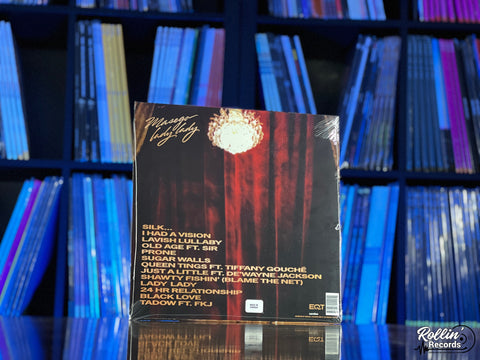 Masego
lady lady
SILK...
I HAD A VISION
LAVISH LULLABY
OLD AGE FT. SIR
PRONE
SUGAR WALLS
QUEEN TINGS FT. TIFFANY GOUCHÉ
JUST A LITTLE FT. DE'WAYNE JACKSON
SHAWTY FISHIN' (BLAME THE NET)
LADY LADY
24 HR RELATIONSHIP
BLACK LOVE
TADOW FT. FKJ
EQT
Rollin'
Records